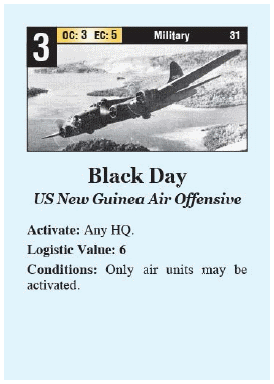 3 OC: 3 EC: 5 Military 31
Black Day
US New Guinea Air Offensive
Activate: Any HQ.
Logistic Value: 6
Conditions: Only air units may be
activated.